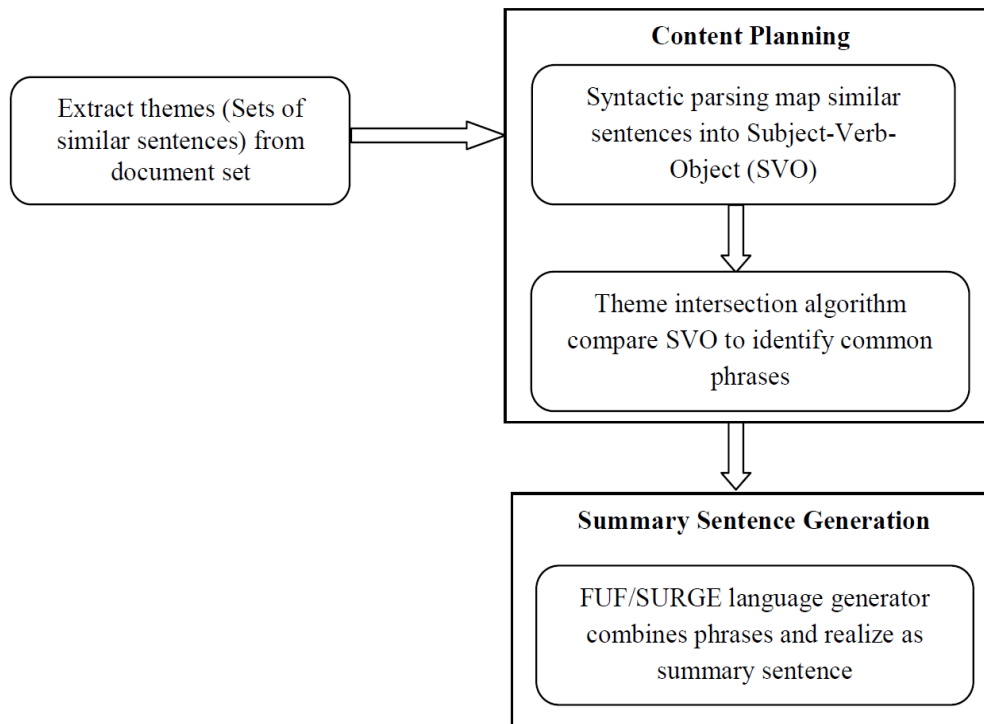 Extract themes (Sets of
similar sentences) from
document set
Content Planning
Syntactic parsing map similar
sentences into Subject-Verb-
Object (SVO)
Theme intersection algorithm
compare SVO to identify common
phrases
Summary Sentence Generation
FUF/SURGE language generator
combines phrases and realize as
summary sentence